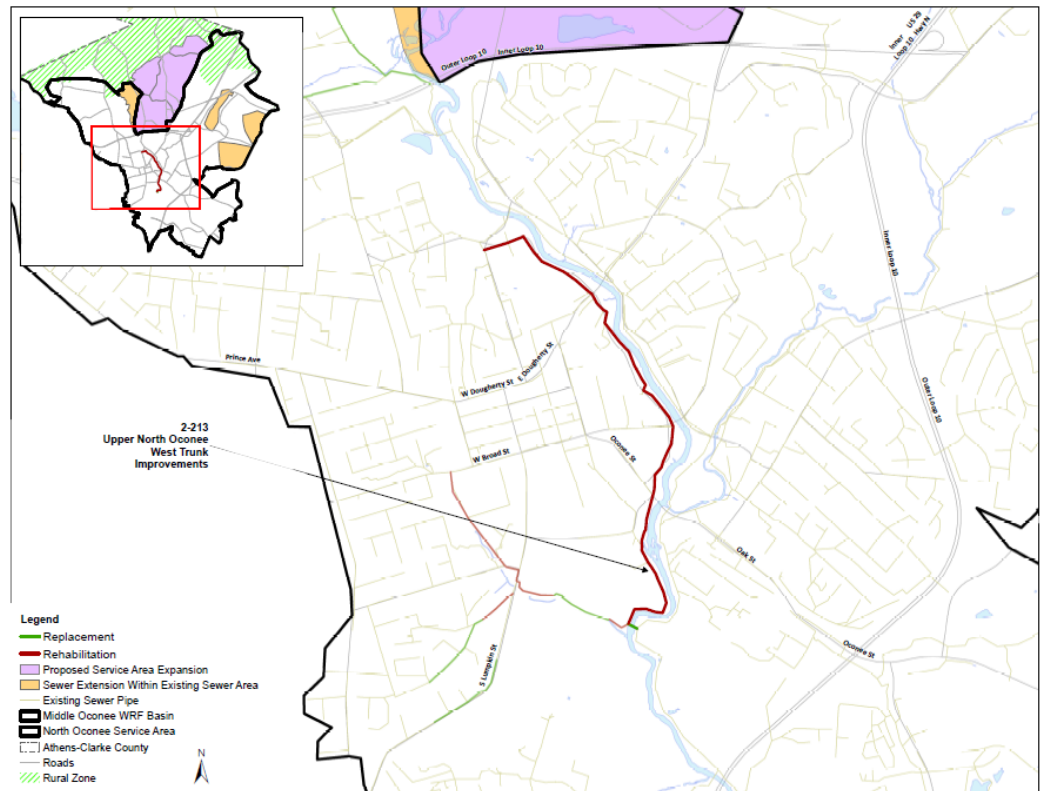 Outer Loop 10 Inner Loop 10
Inner US 29
Loop 10 HwyN
Inner Loop 10
Outer Loop 10
Prince Ave
W Dougherty St
E Dougherty St
W Broad St
Oconee St
2-213
Upper North Oconee
West Trunk
Improvements
Oak St
Oconee St
S Lumpkin St
Legend
Replacement
Rehabilitation
Proposed Service Area Expansion
Sewer Extension Within Existing Sewer Area
Existing Sewer Pipe
Middle Oconee WRF Basin
North Oconee Service Area
Athens-Clarke County
Roads
Rural Zone
N